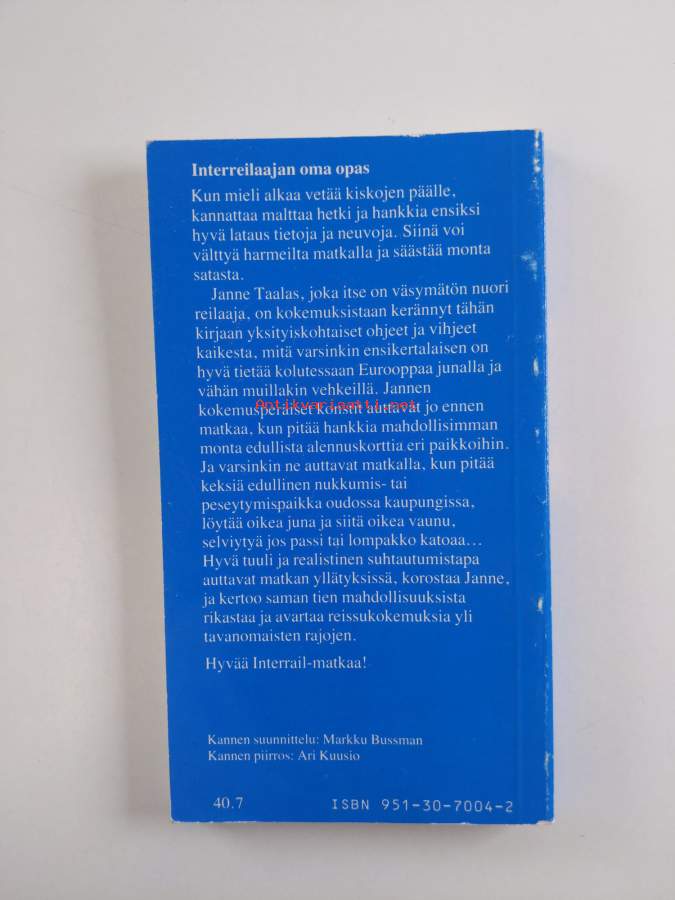 Interreilaajan oma opas
Kun mieli alkaa vetää kiskojen päälle,
kannattaa malttaa hetki ja hankkia ensiksi
hyvä lataus tietoja ja neuvoja. Siinä voi
välttyä harmeilta matkalla ja säästää monta
satasta.
Janne Taalas, joka itse on väsymätön nuori
reilaaja, on kokemuksistaan kerännyt tähän
kirjaan yksityiskohtaiset ohjeet ja vihjeet
kaikesta, mitä varsinkin ensikertalaisen on
hyvä tietää kolutessaan Eurooppaa junalla ja
vähän muillakin vehkeillä. Jannen
Antikvariaatti.net
kokemusperäiset konstit auttavat jo ennen
matkaa, kun pitää hankkia mahdollisimman
monta edullista alennuskorttia eri paikkoihin.
Ja varsinkin ne auttavat matkalla, kun pitää
keksiä edullinen nukkumis- tai
peseytymispaikka oudossa kaupungissa,
löytää oikea juna ja siitä oikea vaunu,
selviytyä jos passi tai lompakko katoaa...
Hyvä tuuli ja realistinen suhtautumistapa
auttavat matkan yllätyksissä, korostaa Janne,
ja kertoo saman tien mahdollisuuksista
rikastaa ja avartaa reissukokemuksia yli
tavanomaisten rajojen.
Hyvää Interrail-matkaa!
Kannen suunnittelu: Markku Bussman
Kannen piirros: Ari Kuusio
40.7 ISBN 951-30-7004-2